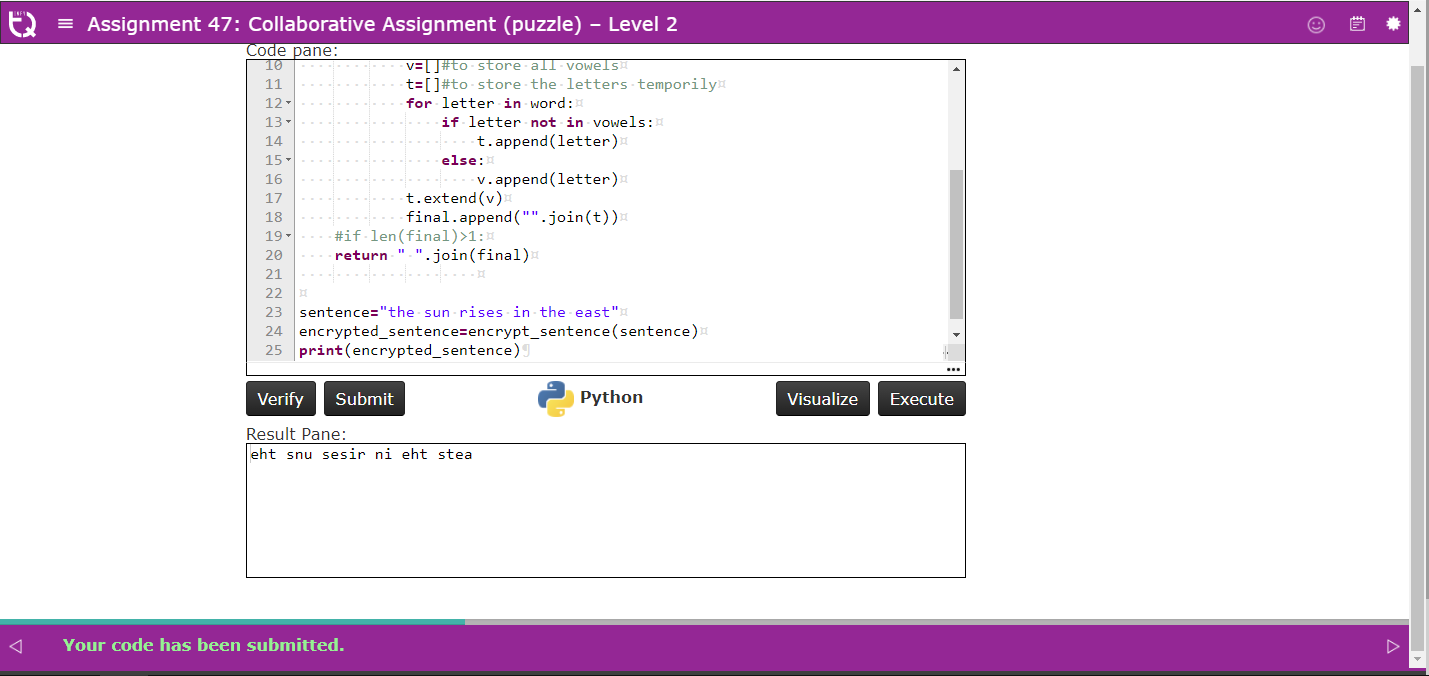 Assignment 47: Collaborative Assignment (puzzle) – Level 2
Code pane:
10 v=[]#to store all vowels
11 t=[]#to store the letters temporily
12 for letter in word:
13 if letter not in vowels:
14 t.append(letter)
15 else:
16 v.append(letter)
17 t.extend(v)
18 final.append("".join(t))
19 #if len(final)>1:
20 return " ".join(final)
21
22
23 sentence="the sun rises in the east"
24 encrypted_sentence=encrypt_sentence(sentence)
25 print(encrypted_sentence)
Verify Submit Python Visualize Execute
Result Pane:
eht snu sesir ni eht stea
Your code has been submitted.